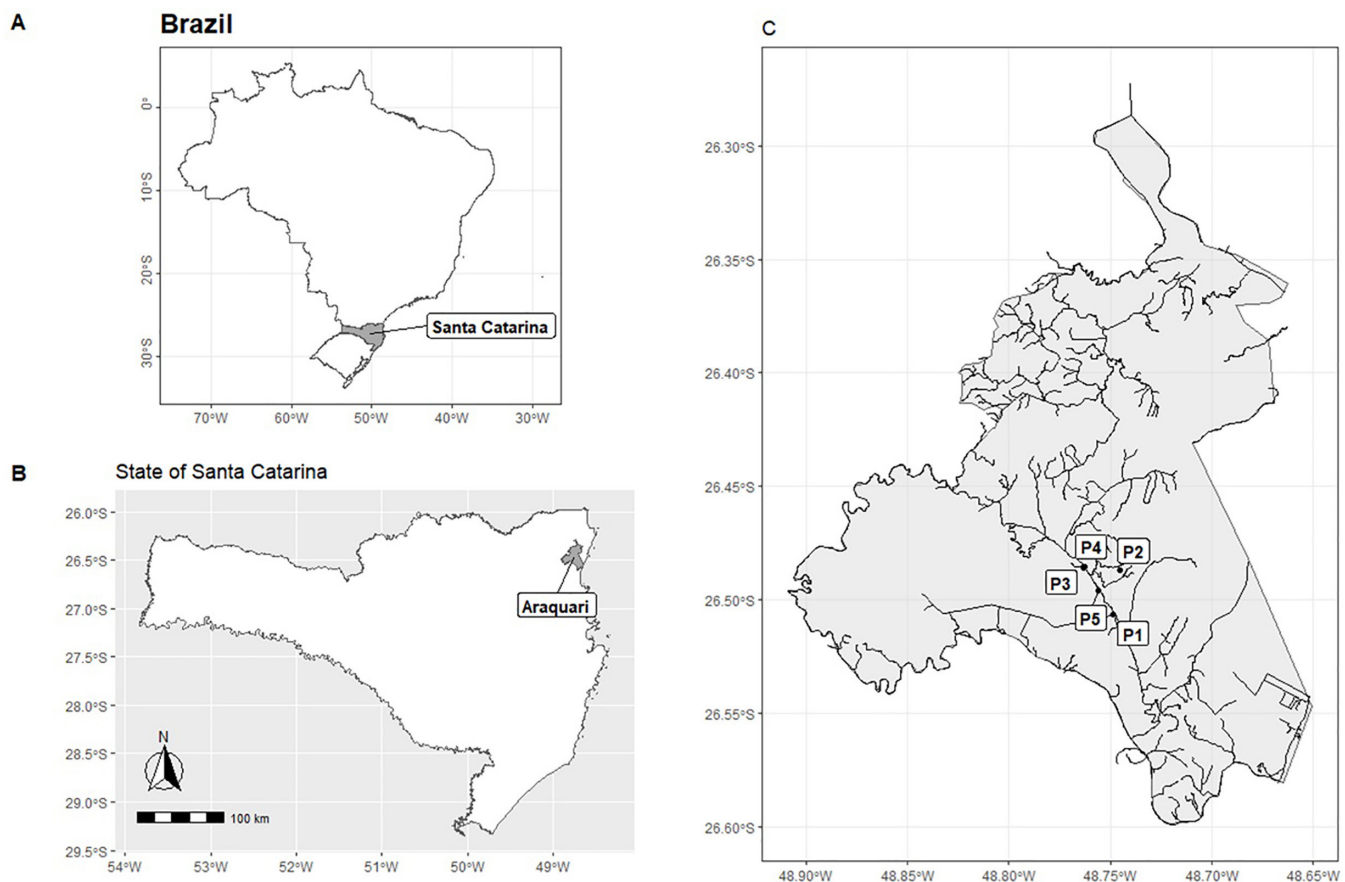 A
Brazil
0°
10°S
20°S
30°S
Santa Catarina
70°W 60°W 50°W 40°W 30°W
B
State of Santa Catarina
26.0°S
26.5°S
27.0°S
27.5°S
28.0°S
28.5°S
29.0°S
29.5°S
Araquari
N
100 km
54°W 53°W 52°W 51°W 50°W 49°W
C
26.30°S
26.35°S
26.40°S
26.45°S
26.50°S
26.55°S
26.60°S
P4 P2
P3
P5 P1
48.90°W 48.85°W 48.80°W 48.75°W 48.70°W 48.65°W